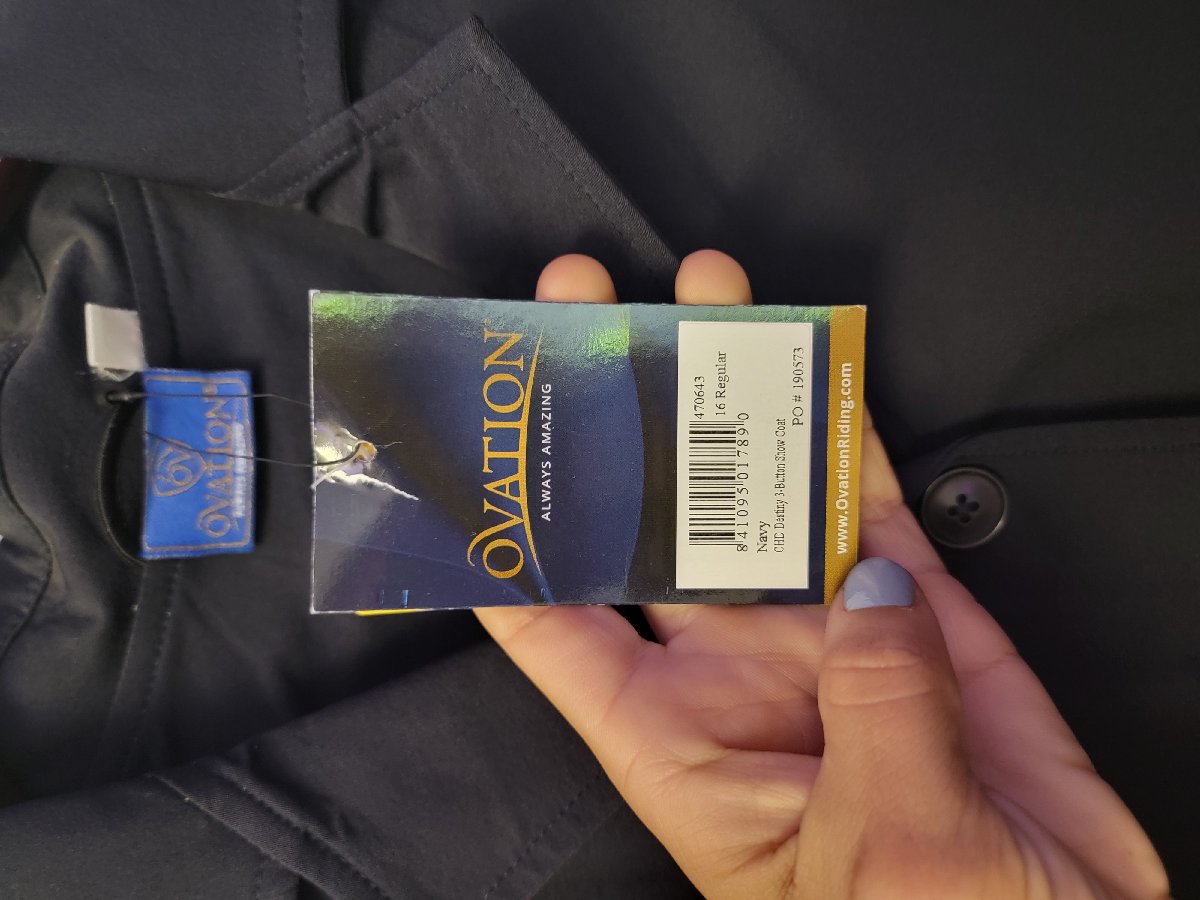 OVATION®
OVATION
ALWAYS AMAZING
470643
16 Regular
8 41095 01789 0
Navy
CHD Destiny 3-Button Show Coat
PO # 190573
www.OvationRiding.com